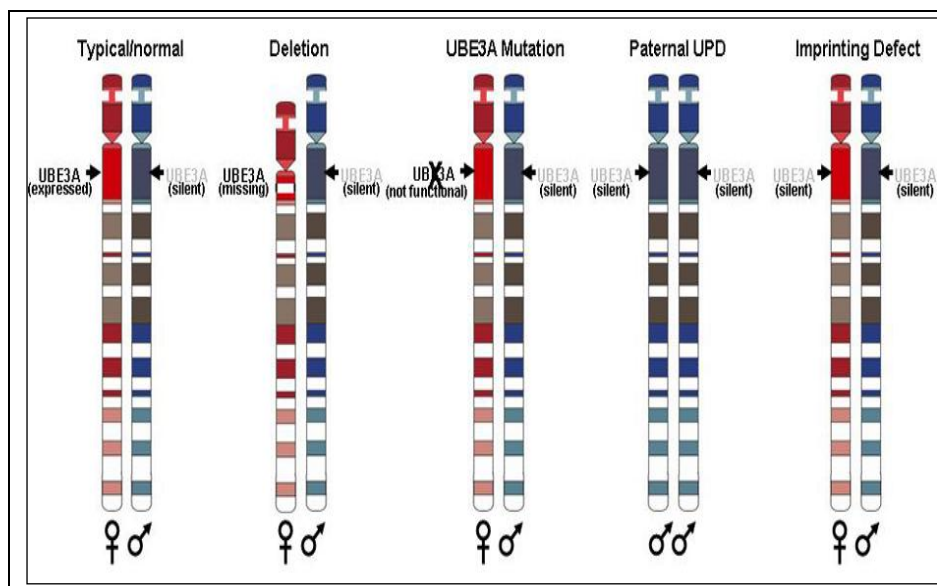 Typical/normal
Deletion
UBE3A Mutation
Paternal UPD
Imprinting Defect
UBE3A
(expressed)
UBE3A
(silent)
UBE3A
(missing)
UBE3A
(silent)
UBE3A
(not functional)
UBE3A
(silent)
UBE3A
(silent)
UBE3A
(silent)
UBE3A
(silent)
UBE3A
(silent)
♀ ♂
♀ ♂
♀ ♂
♂♂
♀ ♂